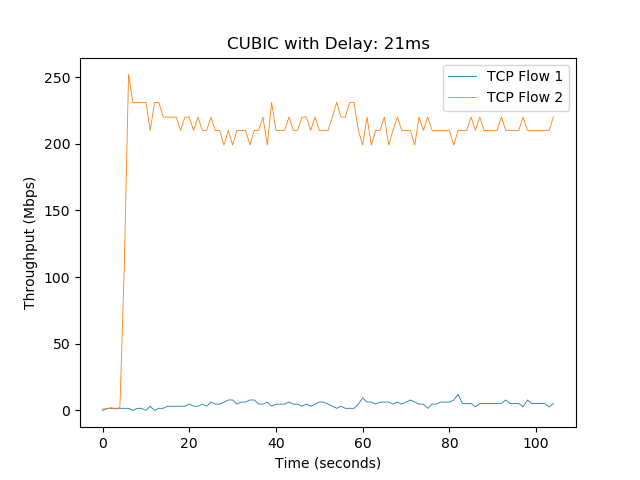 CUBIC with Delay: 21ms
TCP Flow 1
TCP Flow 2
250
200
150
100
50
0
Throughput (Mbps)
0 20 40 60 80 100
Time (seconds)